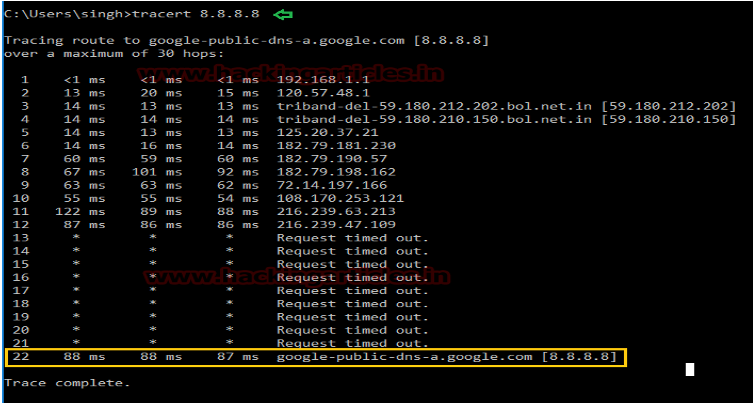 C:\Users\singh>tracert 8.8.8.8
Tracing route to google-public-dns-a.google.com [8.8.8.8]
over a maximum of 30 hops:
www.hackingarticles.in
1 <1 ms <1 ms <1 ms 192.168.1.1
2 13 ms 20 ms 15 ms 120.57.48.1
3 14 ms 13 ms 13 ms triband-del-59.180.212.202.bol.net.in [59.180.212.202]
4 14 ms 14 ms 14 ms triband-del-59.180.210.150.bol.net.in [59.180.210.150]
5 14 ms 13 ms 13 ms 125.20.37.21
6 14 ms 16 ms 14 ms 182.79.181.230
7 60 ms 59 ms 60 ms 182.79.190.57
8 67 ms 101 ms 92 ms 182.79.198.162
9 63 ms 63 ms 62 ms 72.14.197.166
10 55 ms 55 ms 54 ms 108.170.253.121
11 122 ms 89 ms 88 ms 216.239.63.213
12 87 ms 86 ms 86 ms 216.239.47.109
13 * * * Request timed out.
14 * * * Request timed out.
15 * * * Request timed out.
16 * * * Request timed out.
www.hackingarticles.in
17 * * * Request timed out.
18 * * * Request timed out.
19 * * * Request timed out.
20 * * * Request timed out.
21 * * * Request timed out.
22 88 ms 88 ms 87 ms google-public-dns-a.google.com [8.8.8.8]
Trace complete.